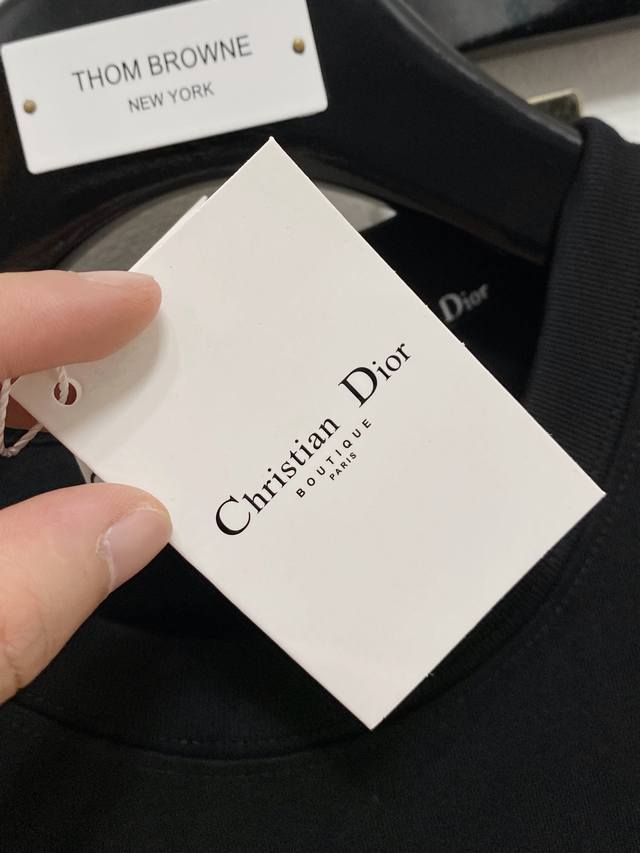 THOM BROWNE
NEW YORK
Dior
Christian Dior
BOUTIQUE
PARIS